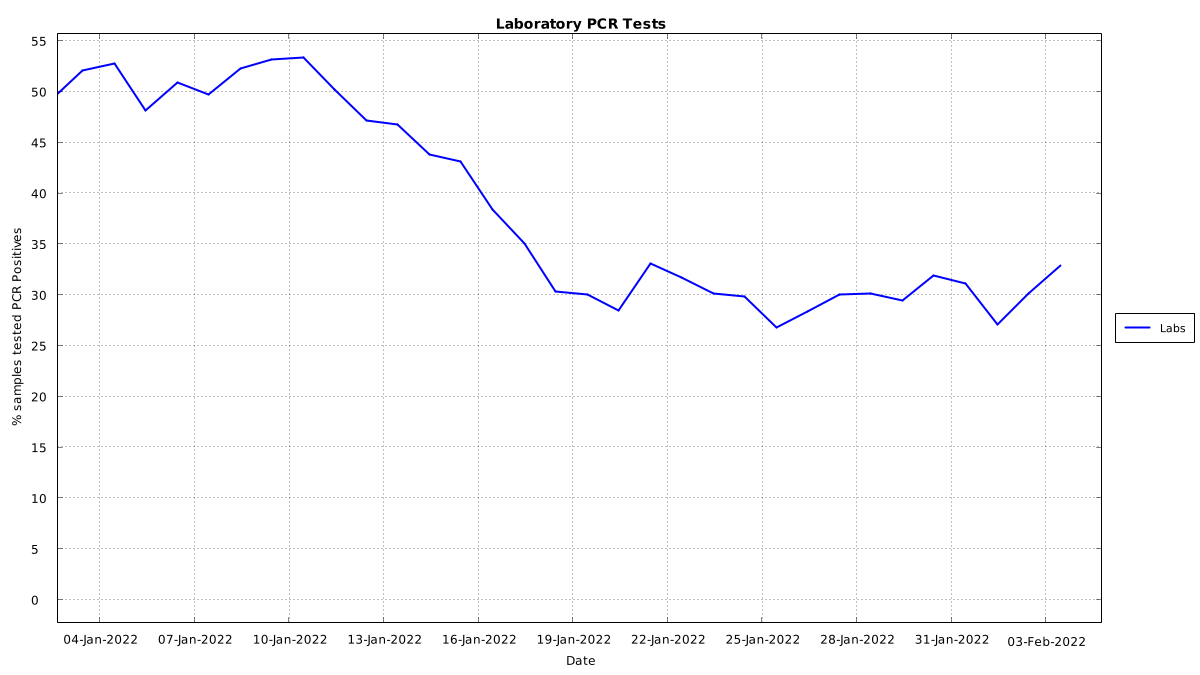 Laboratory PCR Tests
55
50
45
40
35
30
25
20
15
10
5
0
% samples tested PCR Positives
04-Jan-2022 07-Jan-2022 10-Jan-2022 13-Jan-2022 16-Jan-2022 19-Jan-2022 22-Jan-2022 25-Jan-2022 28-Jan-2022 31-Jan-2022 03-Feb-2022
Date
Labs